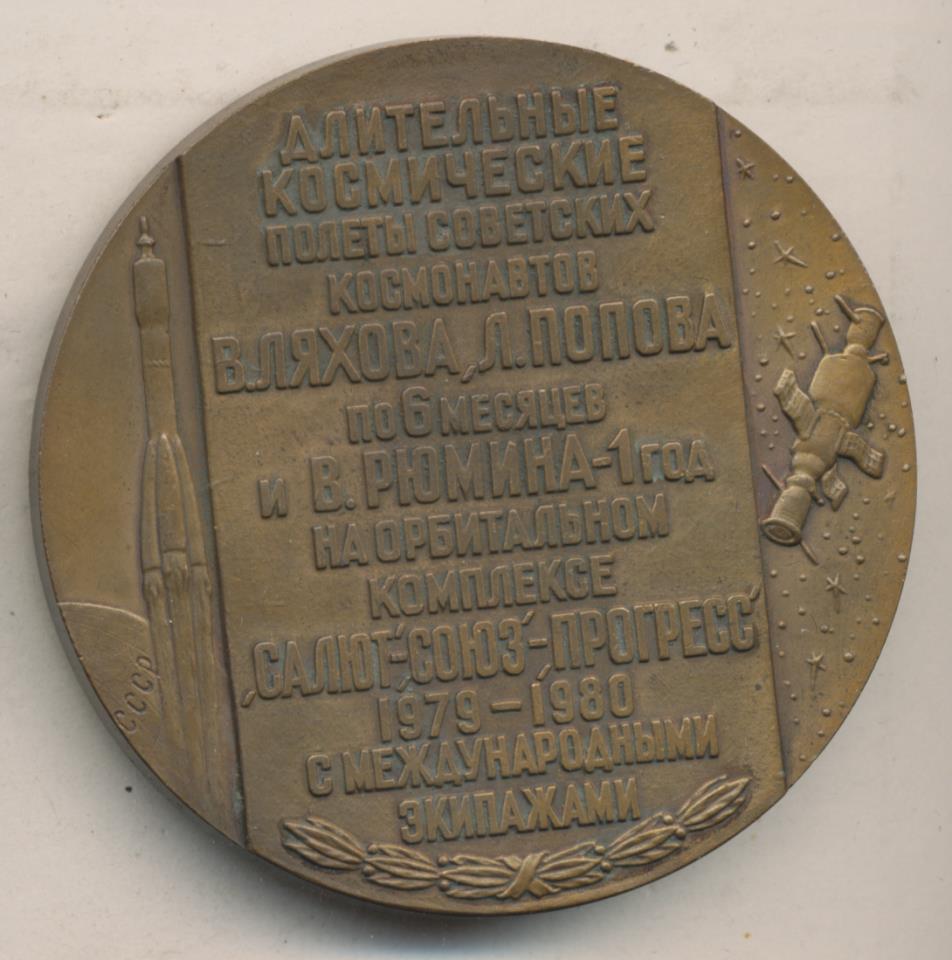 ДЛИТЕЛЬНЫЕ
КОСМИЧЕСКИЕ
ПОЛЕТЫ СОВЕТСКИХ
КОСМОНАВТОВ
В.ЛЯХОВА, Л.ПОПОВА
ПО 6 МЕСЯЦЕВ
И В. РЮМИНА-1 ГОД
НА ОРБИТАЛЬНОМ
КОМПЛЕКСЕ
"САЛЮТ"-"СОЮЗ"-"ПРОГРЕСС"
1979-1980
С МЕЖДУНАРОДНЫМИ
ЭКИПАЖАМИ
СССР